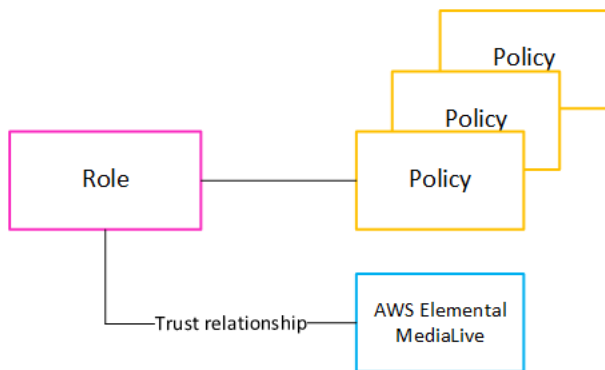 Policy
Policy
Role
Policy
Trust relationship
AWS Elemental
MediaLive